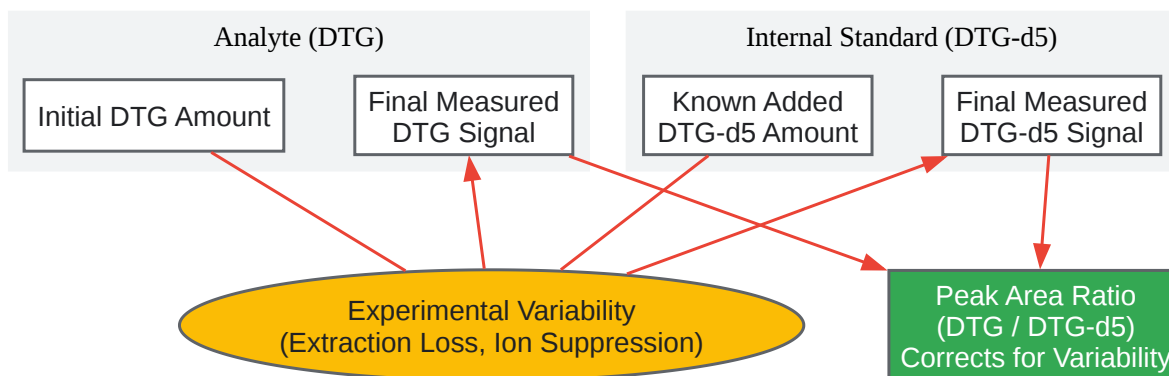 Analyte (DTG)
Internal Standard (DTG-d5)
Initial DTG Amount
Final Measured
DTG Signal
Known Added
DTG-d5 Amount
Final Measured
DTG-d5 Signal
Experimental Variability
(Extraction Loss, Ion Suppression)
Peak Area Ratio
(DTG / DTG-d5)
Corrects for Variability